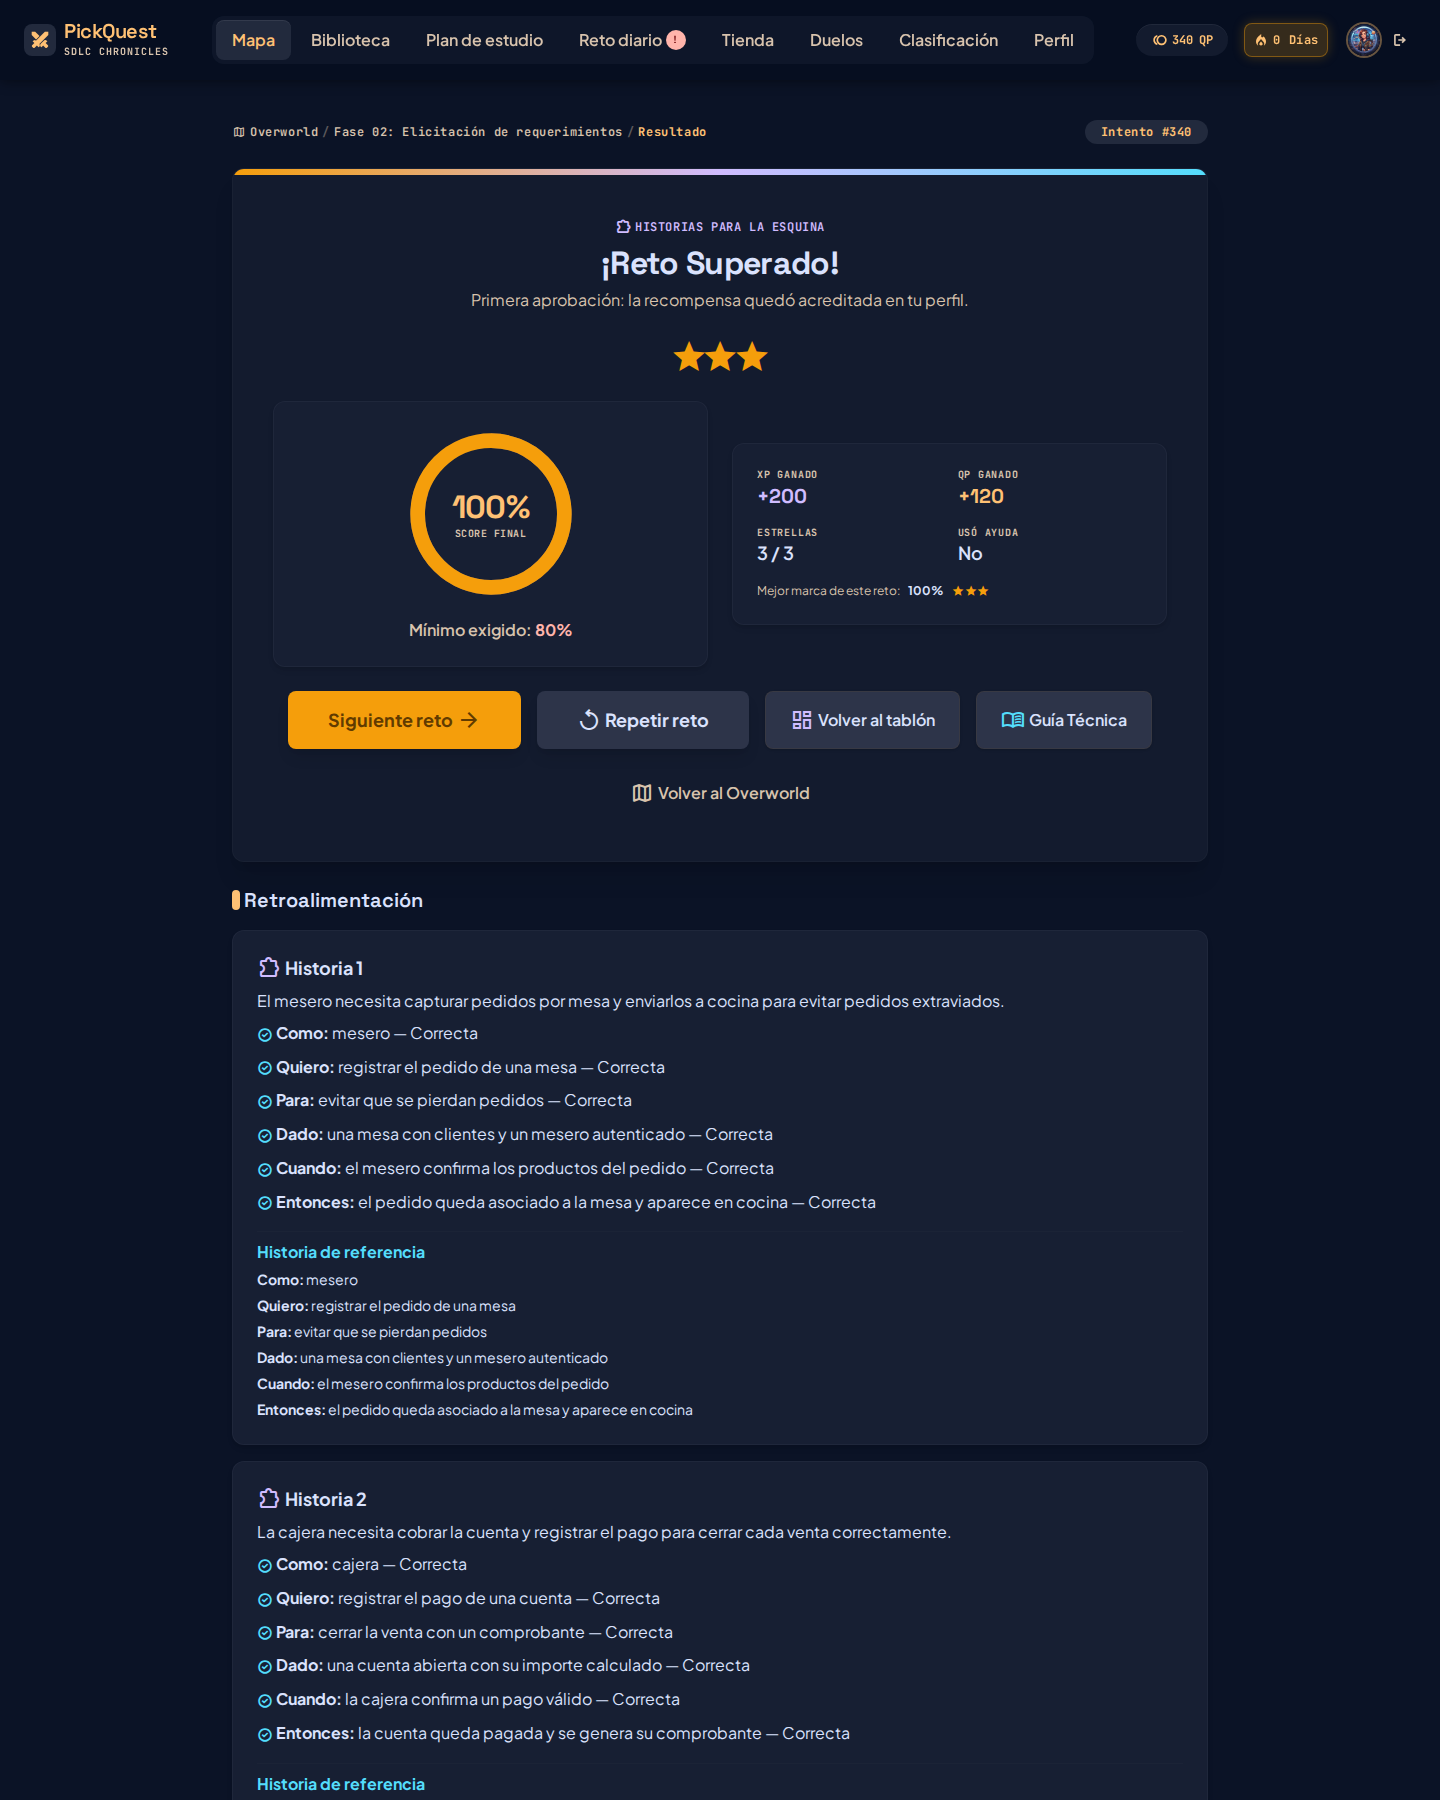 PickQuest
SDLC CHRONICLES
Mapa
Biblioteca
Plan de estudio
Reto diario !
Tienda
Duelos
Clasificación
Perfil
340 QP
0 Días
Overworld / Fase 02: Elicitación de requerimientos / Resultado
Intento #340
HISTORIAS PARA LA ESQUINA
¡Reto Superado!
Primera aprobación: la recompensa quedó acreditada en tu perfil.
100%
SCORE FINAL
Mínimo exigido: 80%
XP GANADO
+200
QP GANADO
+120
ESTRELLAS
3 / 3
USÓ AYUDA
No
Mejor marca de este reto: 100%
Siguiente reto
Repetir reto
Volver al tablón
Guía Técnica
Volver al Overworld
Retroalimentación
Historia 1
El mesero necesita capturar pedidos por mesa y enviarlos a cocina para evitar pedidos extraviados.
Como: mesero — Correcta
Quiero: registrar el pedido de una mesa — Correcta
Para: evitar que se pierdan pedidos — Correcta
Dado: una mesa con clientes y un mesero autenticado — Correcta
Cuando: el mesero confirma los productos del pedido — Correcta
Entonces: el pedido queda asociado a la mesa y aparece en cocina — Correcta
Historia de referencia
Como: mesero
Quiero: registrar el pedido de una mesa
Para: evitar que se pierdan pedidos
Dado: una mesa con clientes y un mesero autenticado
Cuando: el mesero confirma los productos del pedido
Entonces: el pedido queda asociado a la mesa y aparece en cocina
Historia 2
La cajera necesita cobrar la cuenta y registrar el pago para cerrar cada venta correctamente.
Como: cajera — Correcta
Quiero: registrar el pago de una cuenta — Correcta
Para: cerrar la venta con un comprobante — Correcta
Dado: una cuenta abierta con su importe calculado — Correcta
Cuando: la cajera confirma un pago válido — Correcta
Entonces: la cuenta queda pagada y se genera su comprobante — Correcta
Historia de referencia